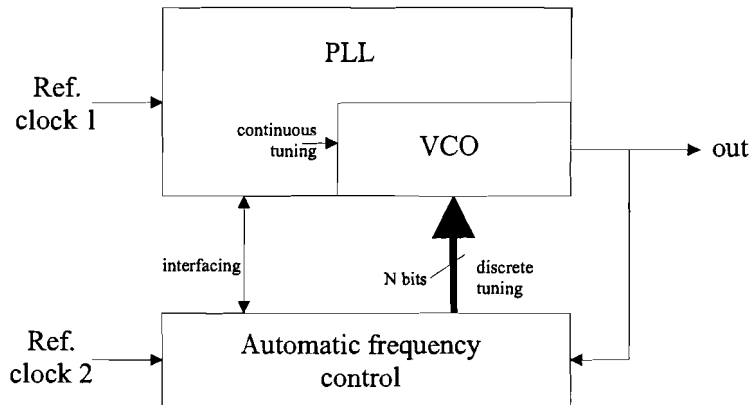 PLL
Ref.
clock 1
continuous
tuning
VCO
out
interfacing
N bits
discrete
tuning
Ref.
clock 2
Automatic frequency
control